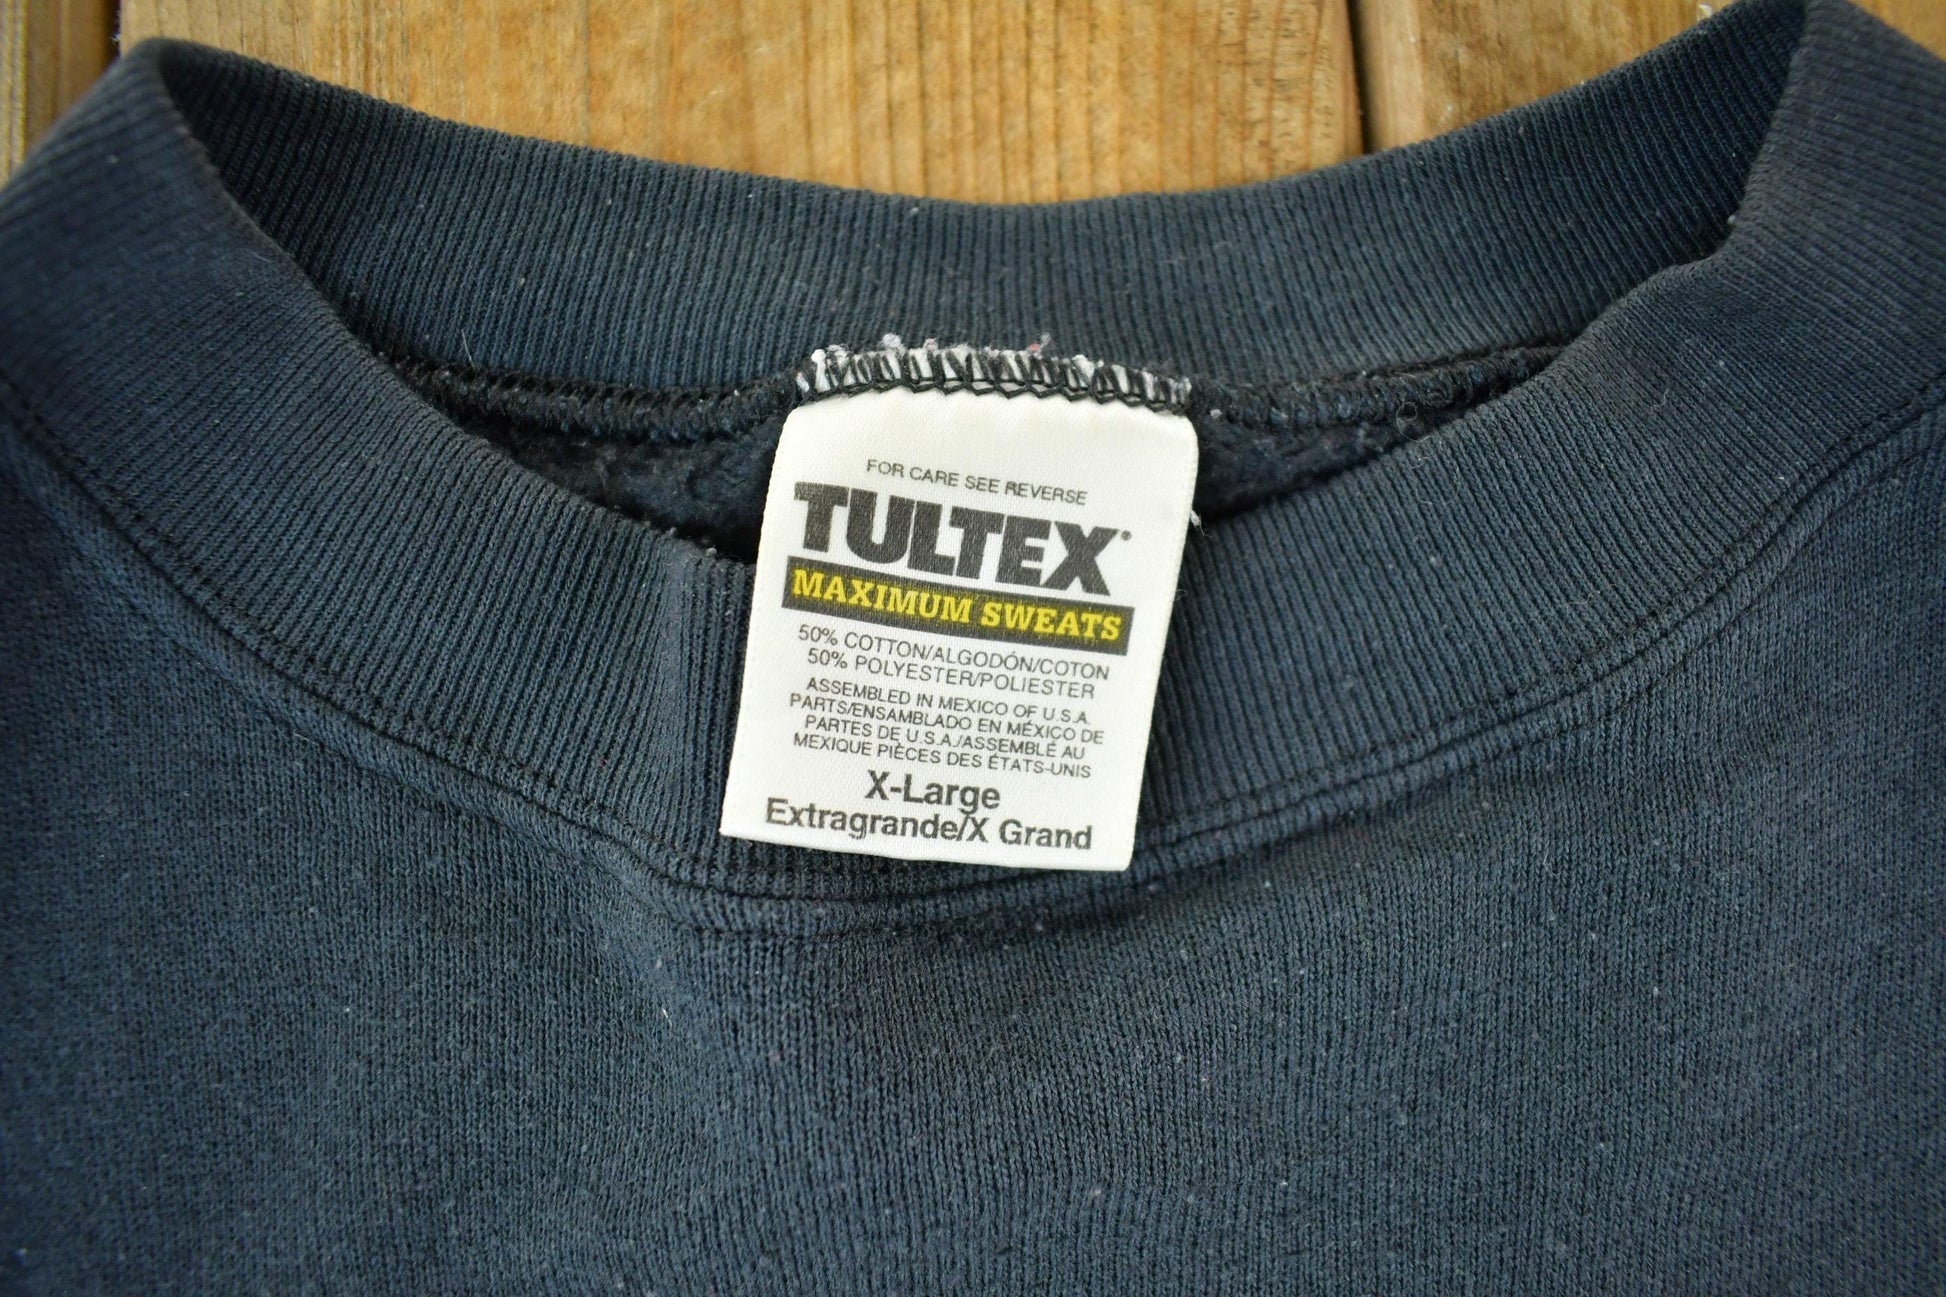 FOR CARE SEE REVERSE
TULTEX
MAXIMUM SWEATS
50% COTTON/ALGODÓN/COTON
50% POLYESTER/POLIESTER
ASSEMBLED IN MEXICO OF U.S.A.
PARTS/ENSAMBLADO EN MÉXICO DE
PARTES DE U.S.A./ASSEMBLÉ AU
MEXIQUE PIÈCES DES ÉTATS-UNIS
X-Large
Extragrande/X Grand